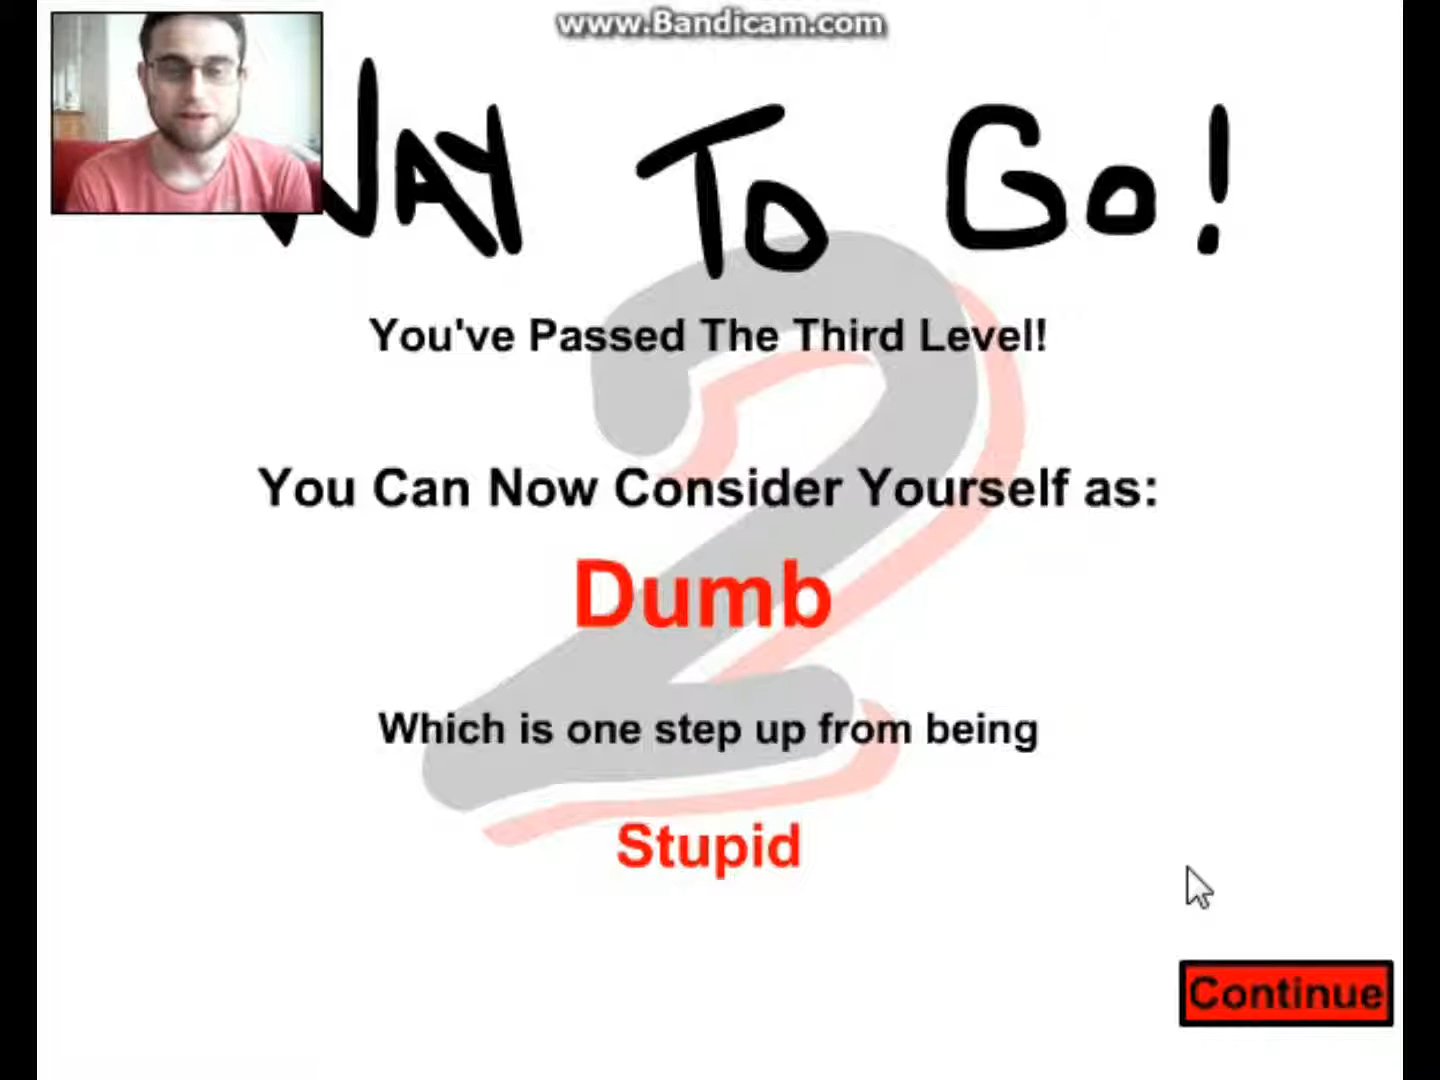 www.Bandicam.com
WAY To Go!
You've Passed The Third Level!
You Can Now Consider Yourself as:
Dumb
Which is one step up from being
Stupid
Continue
2